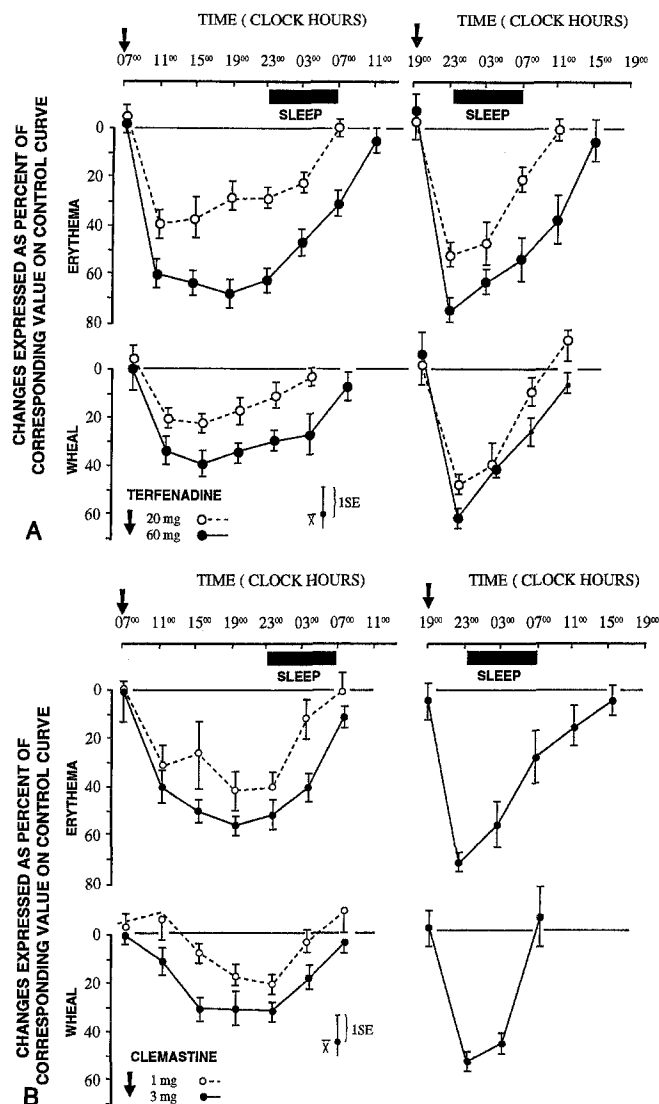 TIME ( CLOCK HOURS)
TIME ( CLOCK HOURS)
07⁰⁰ 11⁰⁰ 15⁰⁰ 19⁰⁰ 23⁰⁰ 03⁰⁰ 07⁰⁰ 11⁰⁰
19⁰⁰ 23⁰⁰ 03⁰⁰ 07⁰⁰ 11⁰⁰ 15⁰⁰ 19⁰⁰
SLEEP
SLEEP
CHANGES EXPRESSED AS PERCENT OF
CORRESPONDING VALUE ON CONTROL CURVE
ERYTHEMA
0
20
40
60
80
WHEAL
0
20
40
60
TERFENADINE
20 mg
60 mg
X̄
1SE
A
TIME ( CLOCK HOURS)
TIME ( CLOCK HOURS)
07⁰⁰ 11⁰⁰ 15⁰⁰ 19⁰⁰ 23⁰⁰ 03⁰⁰ 07⁰⁰ 11⁰⁰
19⁰⁰ 23⁰⁰ 03⁰⁰ 07⁰⁰ 11⁰⁰ 15⁰⁰ 19⁰⁰
SLEEP
SLEEP
CHANGES EXPRESSED AS PERCENT OF
CORRESPONDING VALUE ON CONTROL CURVE
ERYTHEMA
0
20
40
60
80
WHEAL
0
20
40
60
CLEMASTINE
1 mg
3 mg
X̄
1SE
B